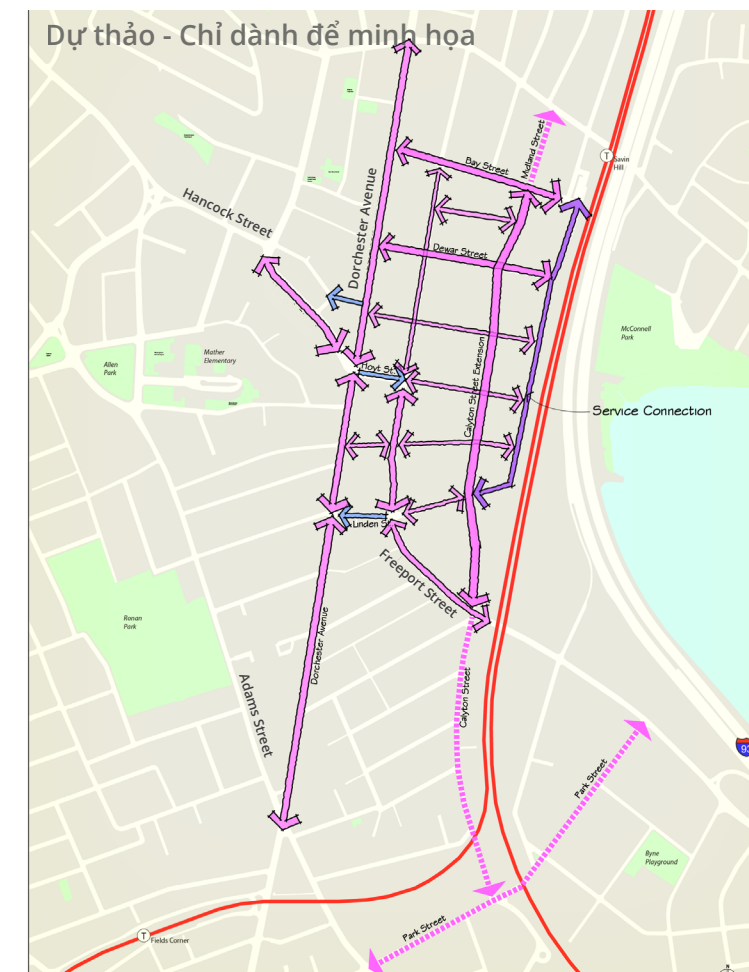 Dự thảo - Chỉ dành để minh họa
Midland Street
Savin
Hill
Bay Street
Hancock Street
Dorchester Avenue
Dewar Street
McConnell
Park
Allen
Park
Mather
Elementary
Hoyt St.
Calyton Street Extension
Service Connection
Linden St.
Freeport Street
Ronan
Park
Dorchester Avenue
Adams Street
Calyton Street
93
Park Street
Byne
Playground
Park Street
T
Fields Corner
T
N